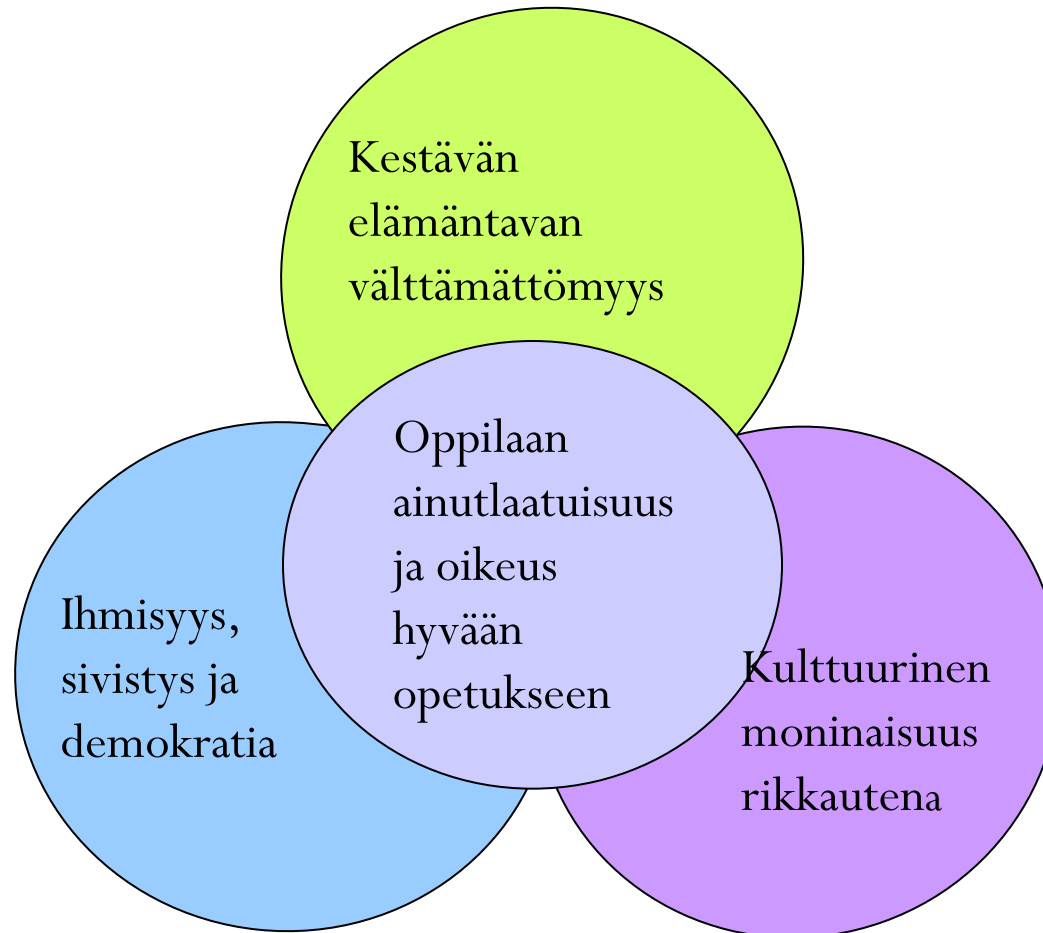 Kestävän
elämäntavan
välttämättömyys
Oppilaan
ainutlaatuisuus
ja oikeus
hyvään
opetukseen
Ihmisyys,
sivistys ja
demokratia
Kulttuurinen
moninaisuus
rikkautena